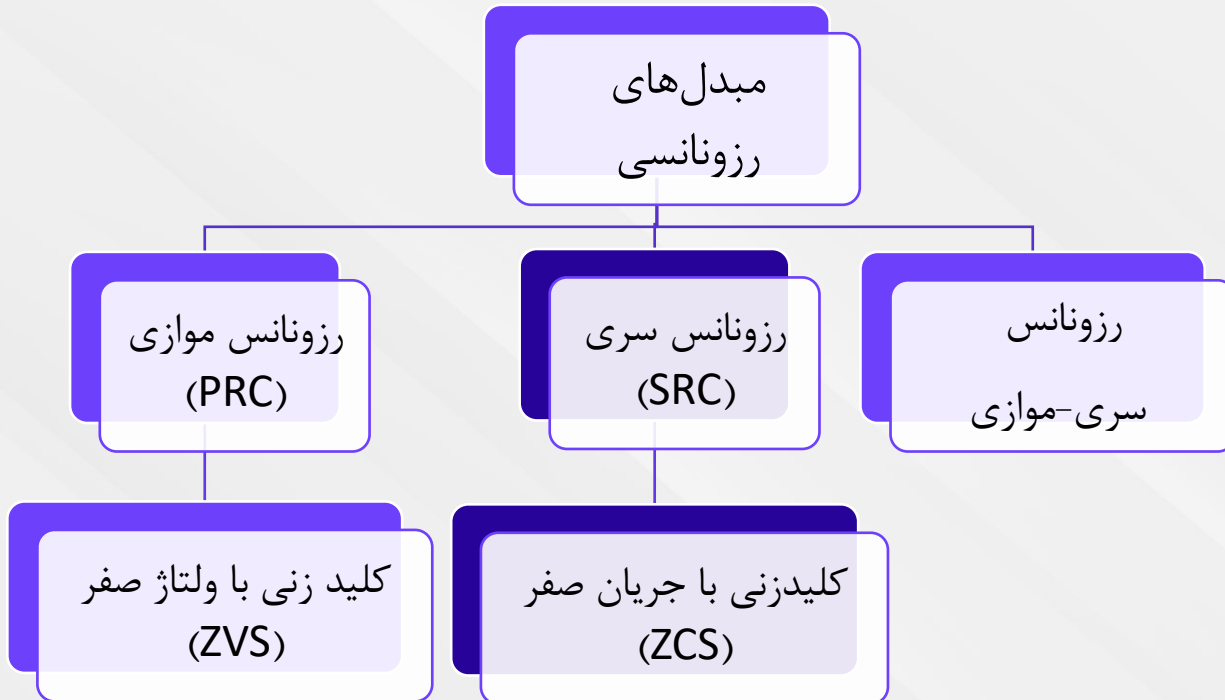 مبدل‌های
رزونانسی
رزونانس
سری-موازی
رزونانس سری
(SRC)
رزونانس موازی
(PRC)
کلیدزنی با جریان صفر
(ZCS)
کلید زنی با ولتاژ صفر
(ZVS)